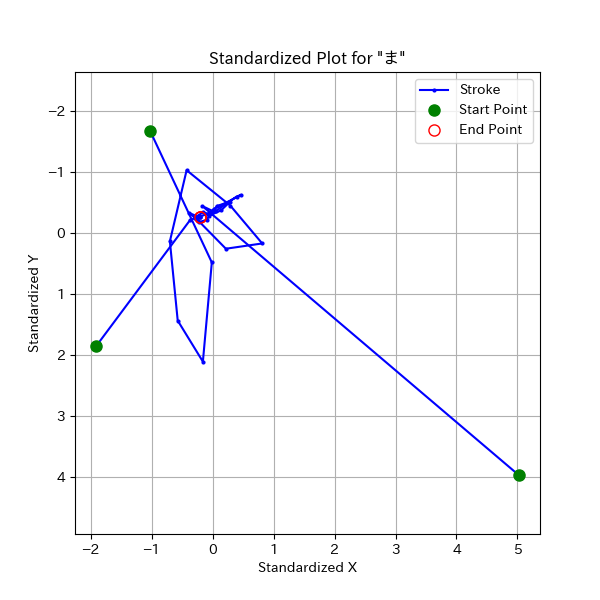 Standardized Plot for "ま"
Stroke
Start Point
End Point
−2
−1
0
1
2
3
4
Standardized Y
−2 −1 0 1 2 3 4 5
Standardized X